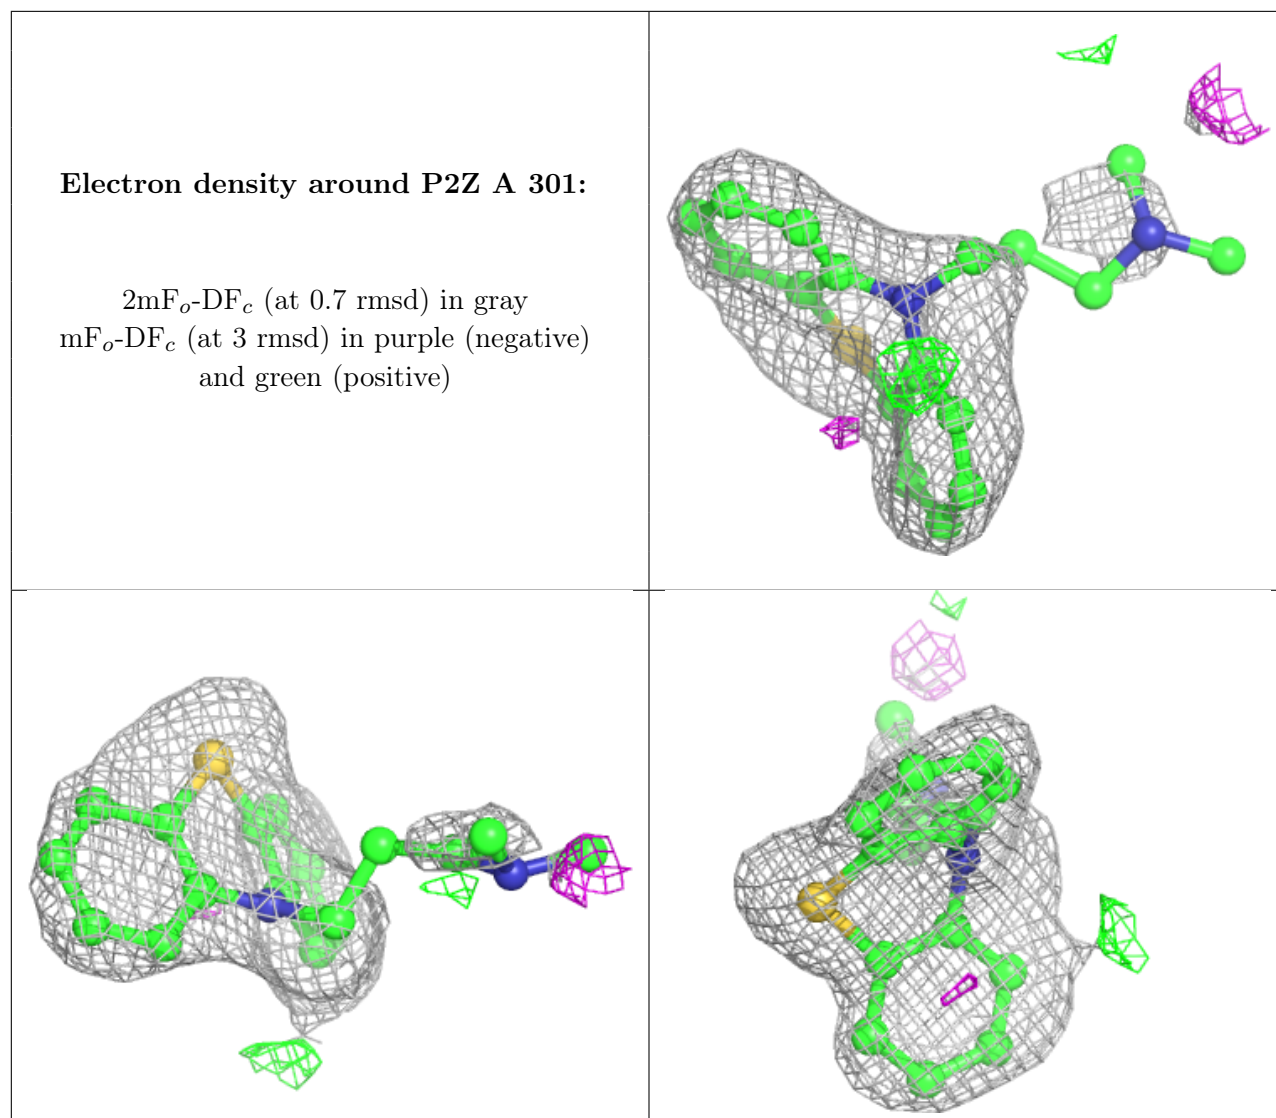 Electron density around P2Z A 301:
2mFo-DFc (at 0.7 rmsd) in gray
mFo-DFc (at 3 rmsd) in purple (negative)
and green (positive)